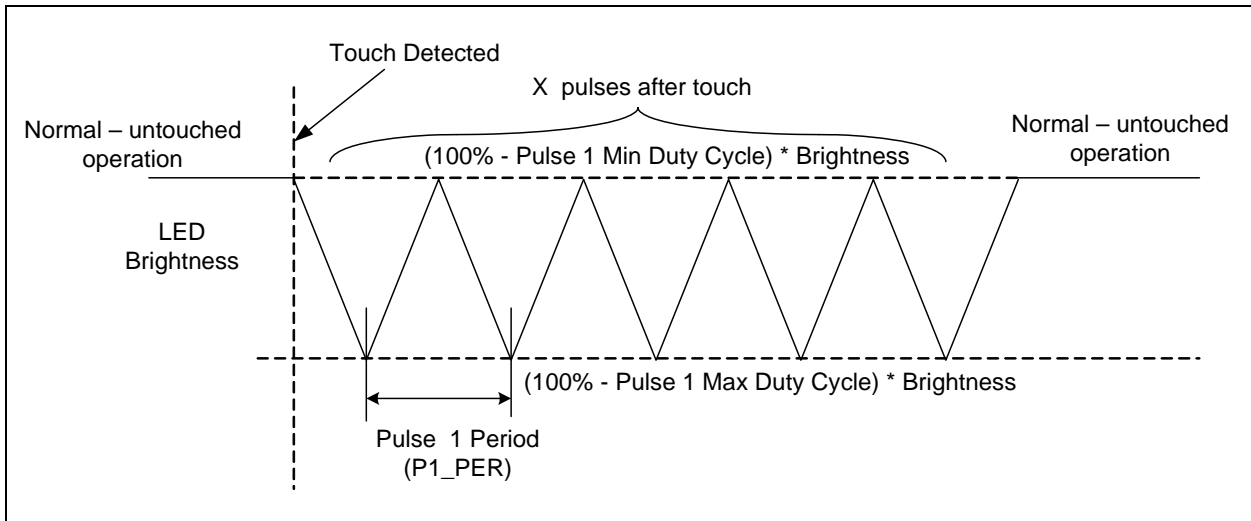 Touch Detected
X pulses after touch
Normal – untouched
operation
Normal – untouched
operation
(100% - Pulse 1 Min Duty Cycle) * Brightness
LED
Brightness
(100% - Pulse 1 Max Duty Cycle) * Brightness
Pulse 1 Period
(P1_PER)